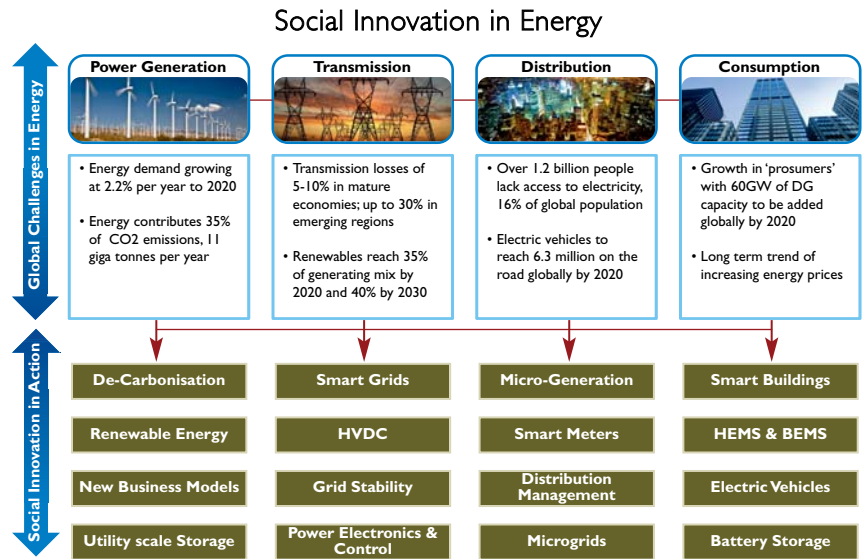 Social Innovation in Energy
Global Challenges in Energy
Power Generation
Transmission
Distribution
Consumption
• Energy demand growing
at 2.2% per year to 2020
• Energy contributes 35%
of CO2 emissions, 11
giga tonnes per year
• Transmission losses of
5-10% in mature
economies; up to 30% in
emerging regions
• Renewables reach 35%
of generating mix by
2020 and 40% by 2030
• Over 1.2 billion people
lack access to electricity,
16% of global population
• Electric vehicles to
reach 6.3 million on the
road globally by 2020
• Growth in ‘prosumers’
with 60GW of DG
capacity to be added
globally by 2020
• Long term trend of
increasing energy prices
Social Innovation in Action
De-Carbonisation
Smart Grids
Micro-Generation
Smart Buildings
Renewable Energy
HVDC
Smart Meters
HEMS & BEMS
New Business Models
Grid Stability
Distribution
Management
Electric Vehicles
Utility scale Storage
Power Electronics &
Control
Microgrids
Battery Storage